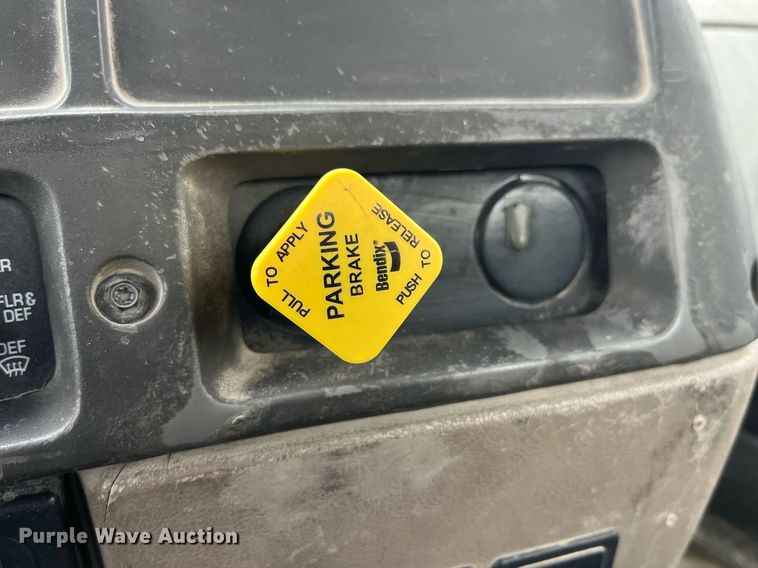 R
FLR &
DEF
DEF
PULL TO APPLY
PARKING
BRAKE
Bendix®
PUSH TO RELEASE
Purple Wave Auction